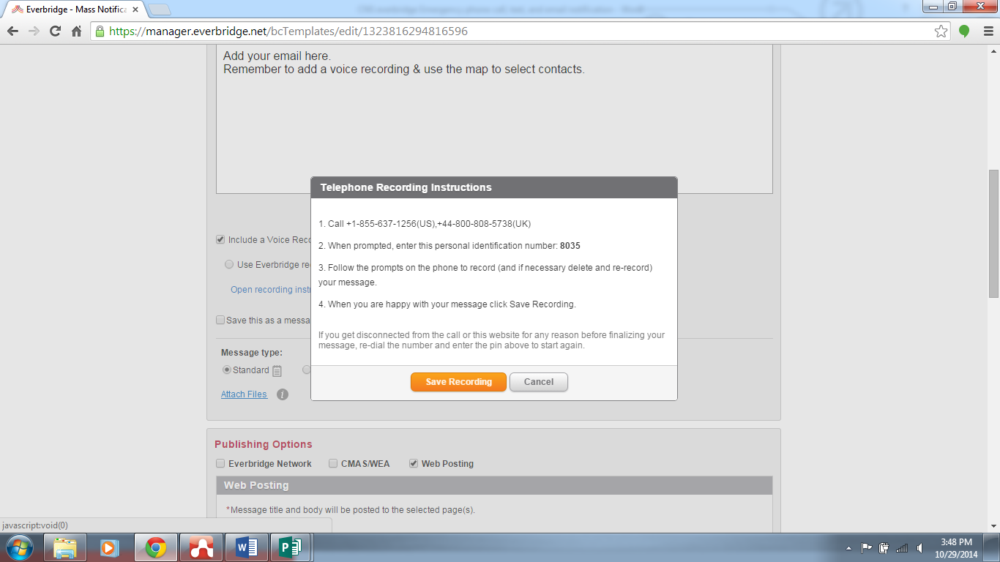 Everbridge - Mass Notifica
https://manager.everbridge.net/bcTemplates/edit/1323816294816596
Add your email here.
Remember to add a voice recording & use the map to select contacts.
Telephone Recording Instructions
1. Call +1-855-637-1256(US),+44-800-808-5738(UK)
2. When prompted, enter this personal identification number: 8035
3. Follow the prompts on the phone to record (and if necessary delete and re-record)
your message.
4. When you are happy with your message click Save Recording.
If you get disconnected from the call or this website for any reason before finalizing your
message, re-dial the number and enter the pin above to start again.
Save Recording Cancel
Include a Voice Reco
Use Everbridge re
Open recording instr
Save this as a messa
Message type:
Standard
Attach Files
Publishing Options
Everbridge Network CMAS/WEA Web Posting
Web Posting
*Message title and body will be posted to the selected page(s).
javascript:void(0)
3:48 PM
10/29/2014